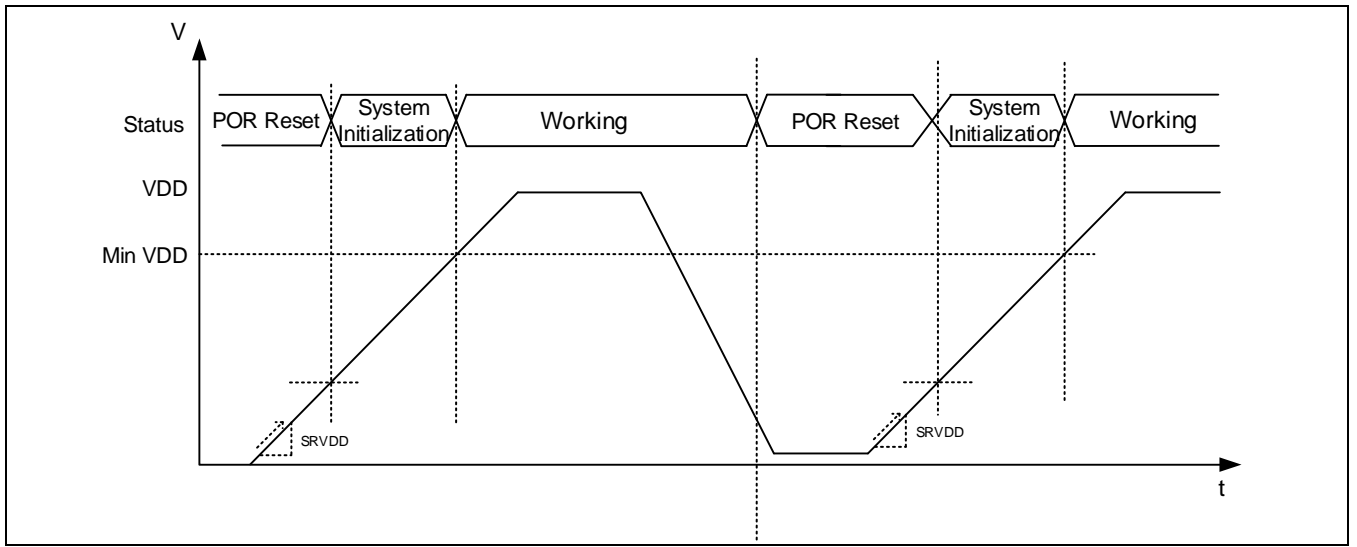 V
Status
POR Reset
System
Initialization
Working
POR Reset
System
Initialization
Working
VDD
Min VDD
SRVDD
SRVDD
t